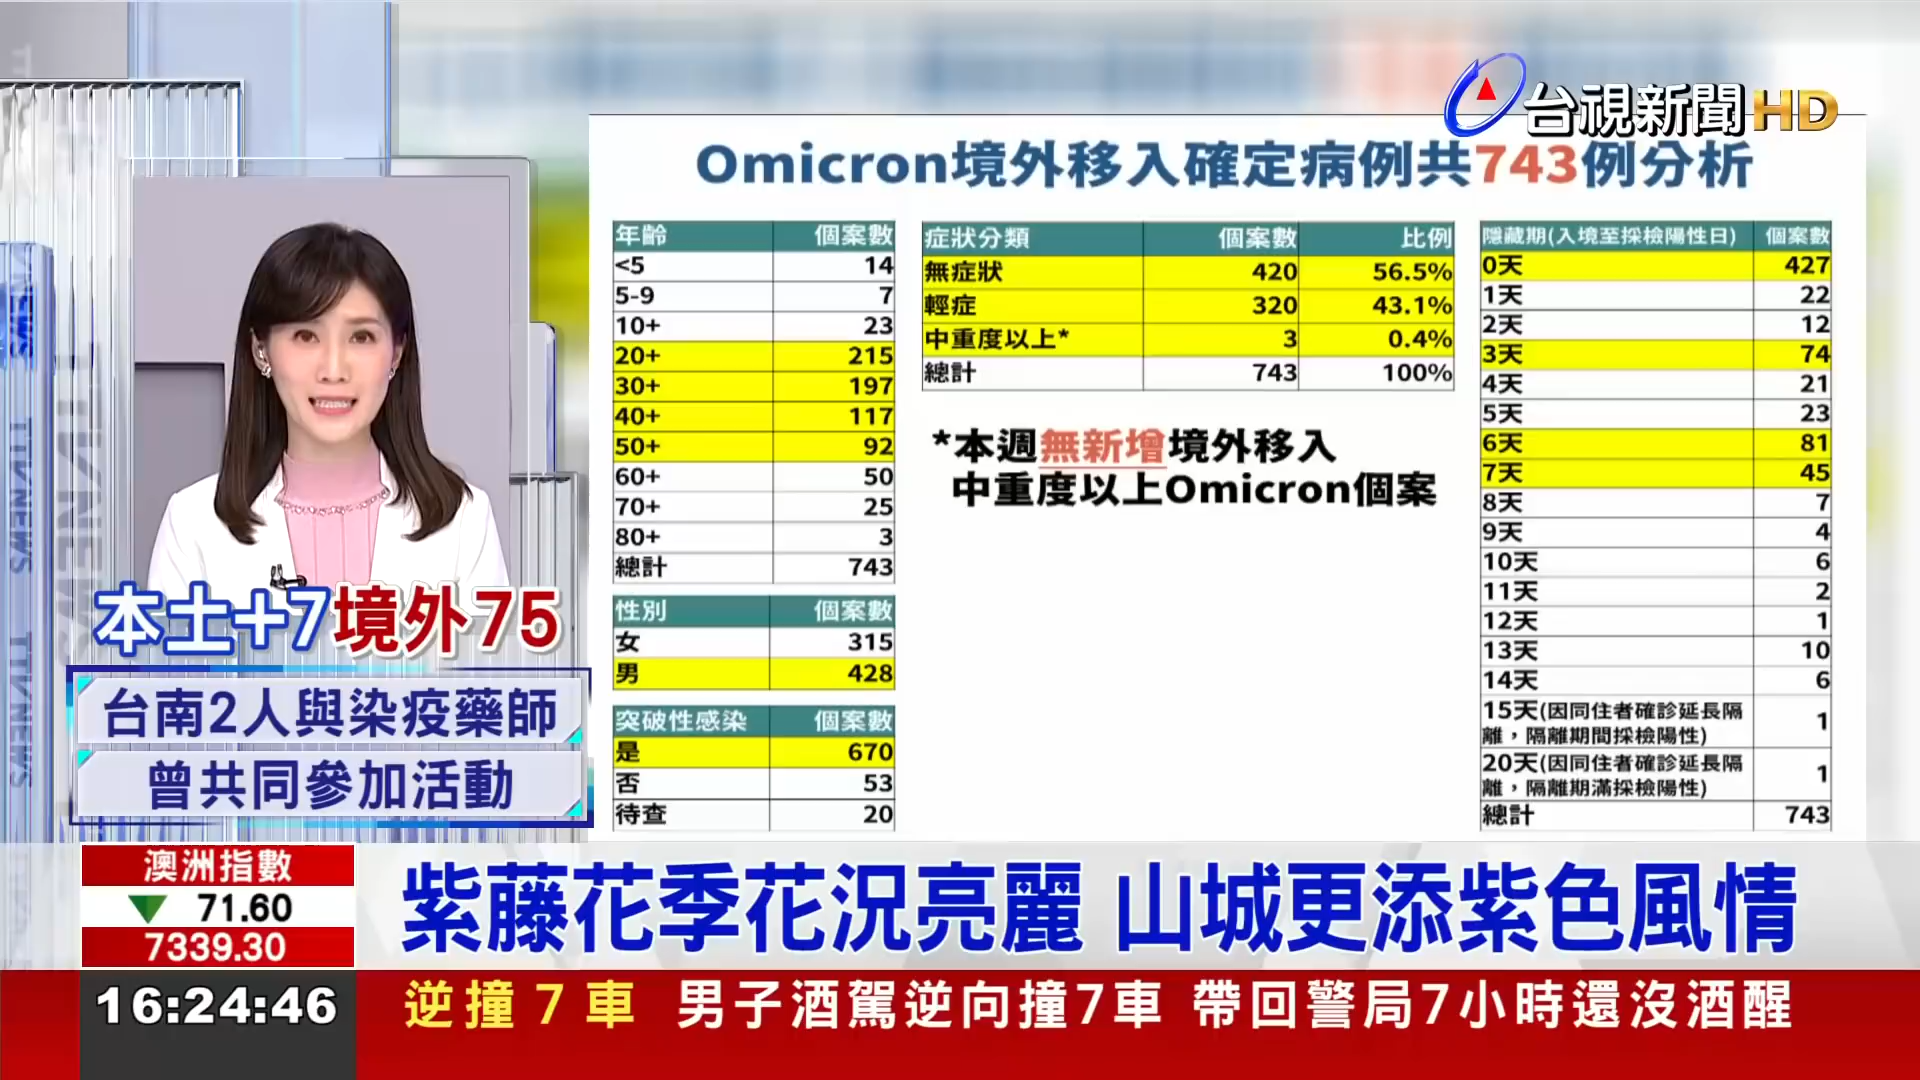 台視新聞HD
Omicron境外移入確定病例共743例分析
年齡 個案數
<5 14
5-9 7
10+ 23
20+ 215
30+ 197
40+ 117
50+ 92
60+ 50
70+ 25
80+ 3
總計 743
性別 個案數
女 315
男 428
突破性感染 個案數
是 670
否 53
待查 20
症狀分類 個案數 比例
無症狀 420 56.5%
輕症 320 43.1%
中重度以上* 3 0.4%
總計 743 100%
*本週無新增境外移入
中重度以上Omicron個案
隱藏期(入境至採檢陽性日) 個案數
0天 427
1天 22
2天 12
3天 74
4天 21
5天 23
6天 81
7天 45
8天 7
9天 4
10天 6
11天 2
12天 1
13天 10
14天 6
15天(因同住者確診延長隔
離，隔離期間採檢陽性) 1
20天(因同住者確診延長隔
離，隔離期滿採檢陽性) 1
總計 743
NEWS
TTV NEWS
本土+7境外75
台南2人與染疫藥師
曾共同參加活動
澳洲指數
▼ 71.60
7339.30
紫藤花季花況亮麗 山城更添紫色風情
16:24:46
逆撞7車 男子酒駕逆向撞7車 帶回警局7小時還沒酒醒